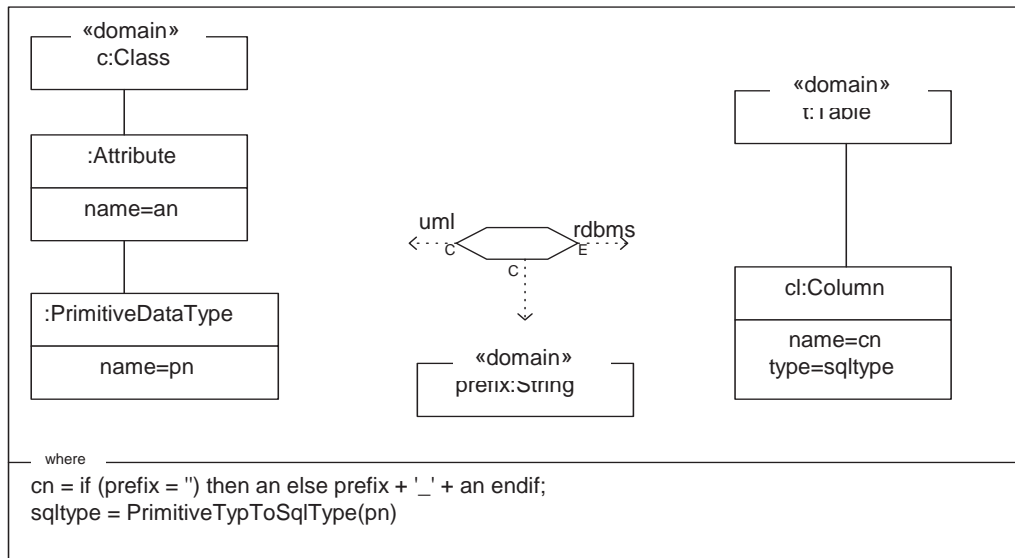 «domain»
c:Class
:Attribute
name=an
:PrimitiveDataType
name=pn
uml
C
rdbms
E
C
«domain»
prefix:String
«domain»
t:Table
cl:Column
name=cn
type=sqltype
where
cn = if (prefix = '') then an else prefix + '_' + an endif;
sqltype = PrimitiveTypToSqlType(pn)